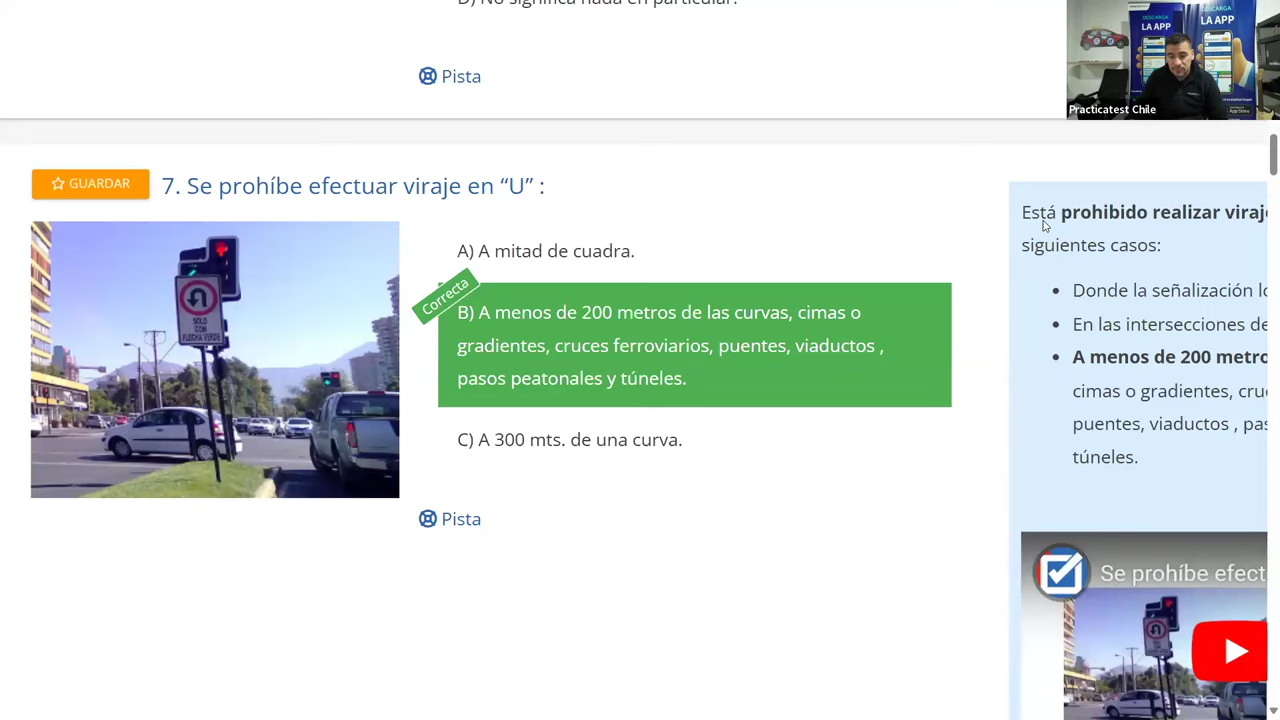 D) No significa nada en particular.
Pista
DESCARGA
LA APP
DESCARGA
LA APP
Practicatest Chile
GUARDAR
7. Se prohíbe efectuar viraje en “U” :
A) A mitad de cuadra.
Correcta
B) A menos de 200 metros de las curvas, cimas o
gradientes, cruces ferroviarios, puentes, viaductos ,
pasos peatonales y túneles.
C) A 300 mts. de una curva.
Pista
SOLO
CON
FLECHA VERDE
Está prohibido realizar viraje
siguientes casos:
• Donde la señalización lo
• En las intersecciones de
• A menos de 200 metro
cimas o gradientes, cru
puentes, viaductos , pas
túneles.
Se prohíbe efect